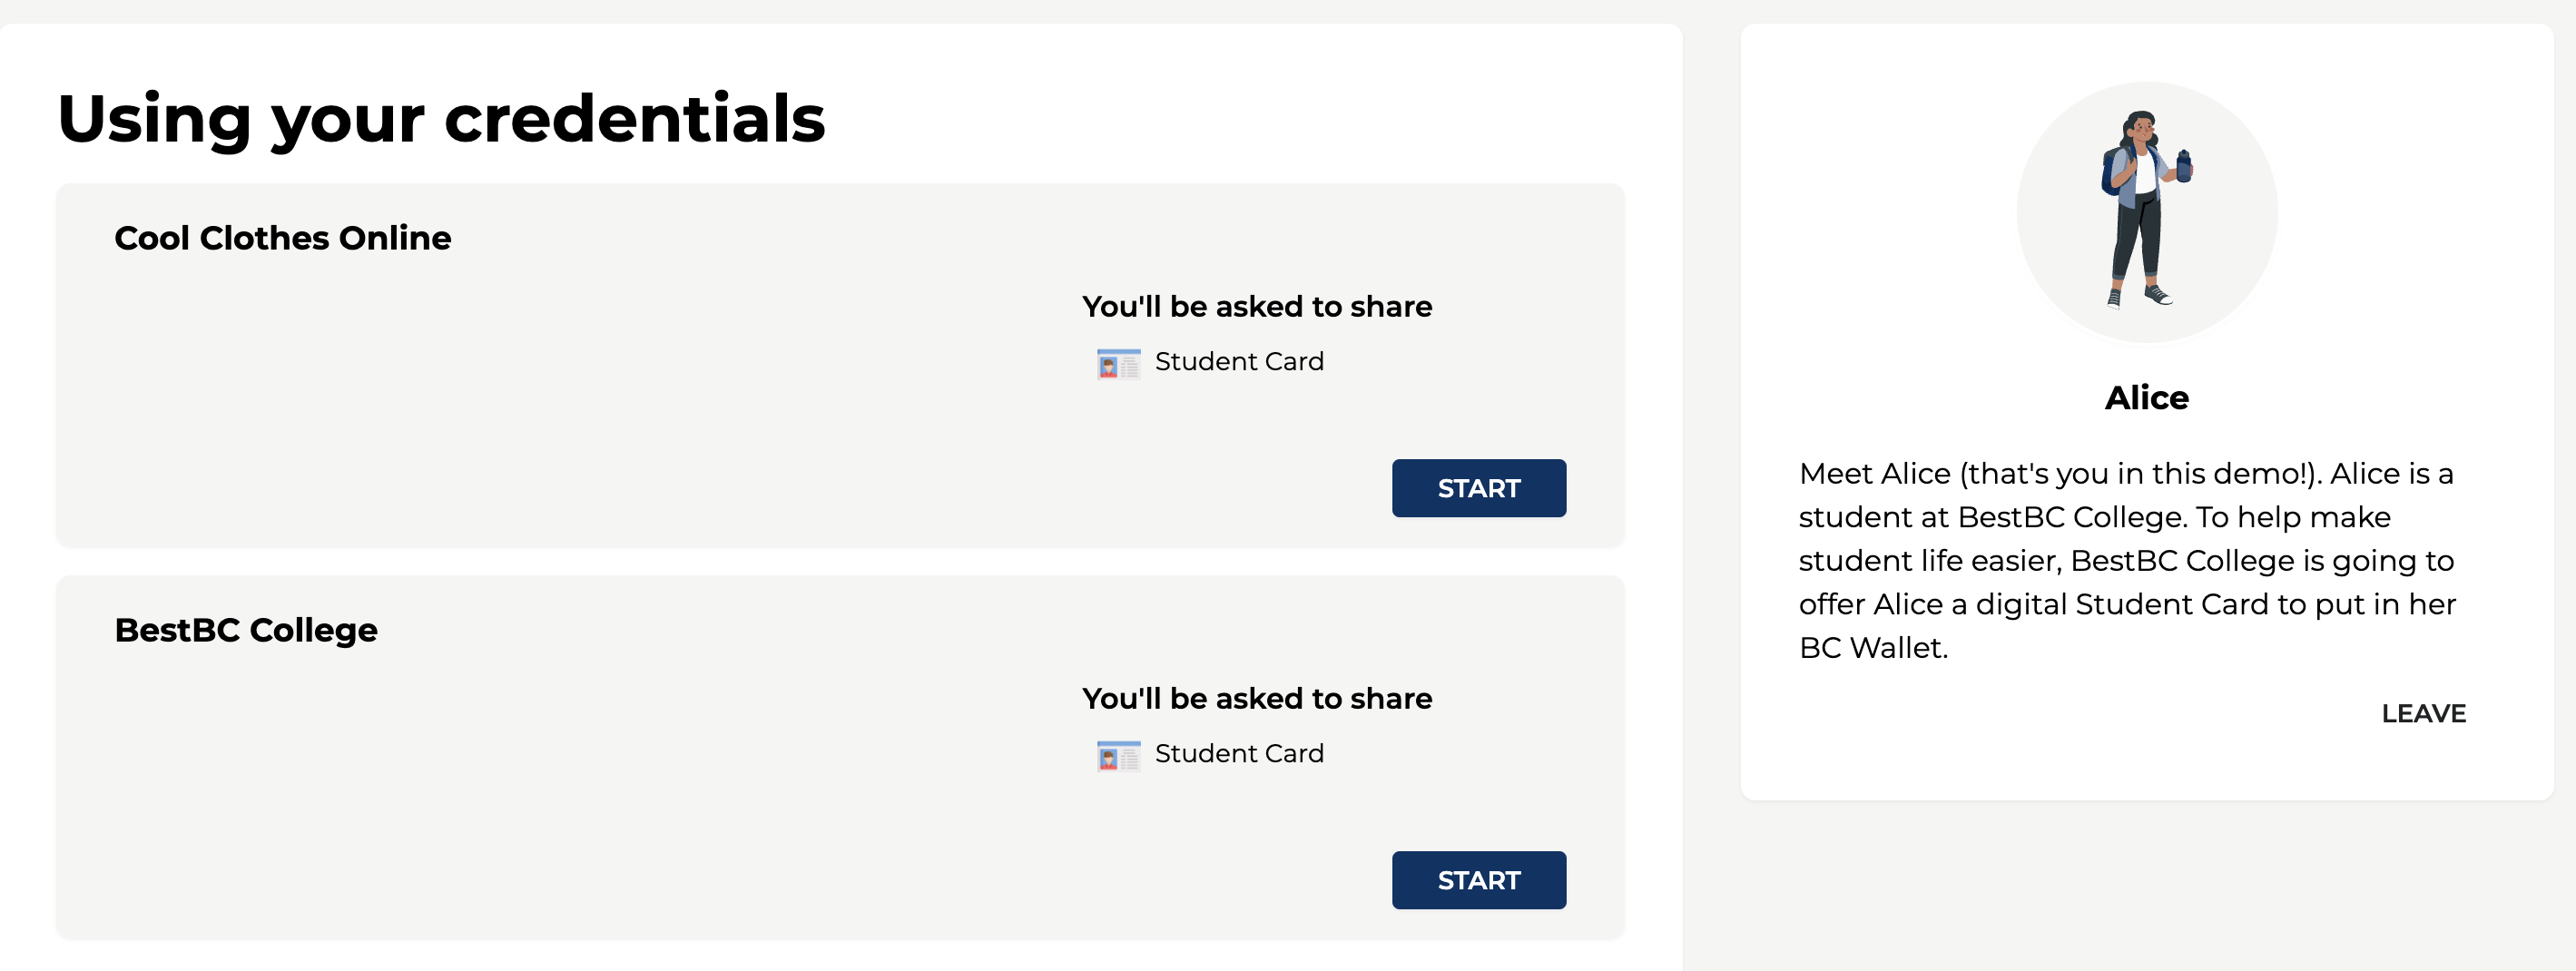 Using your credentials
Cool Clothes Online
You'll be asked to share
Student Card
START
BestBC College
You'll be asked to share
Student Card
START
Alice
Meet Alice (that's you in this demo!). Alice is a
student at BestBC College. To help make
student life easier, BestBC College is going to
offer Alice a digital Student Card to put in her
BC Wallet.
LEAVE